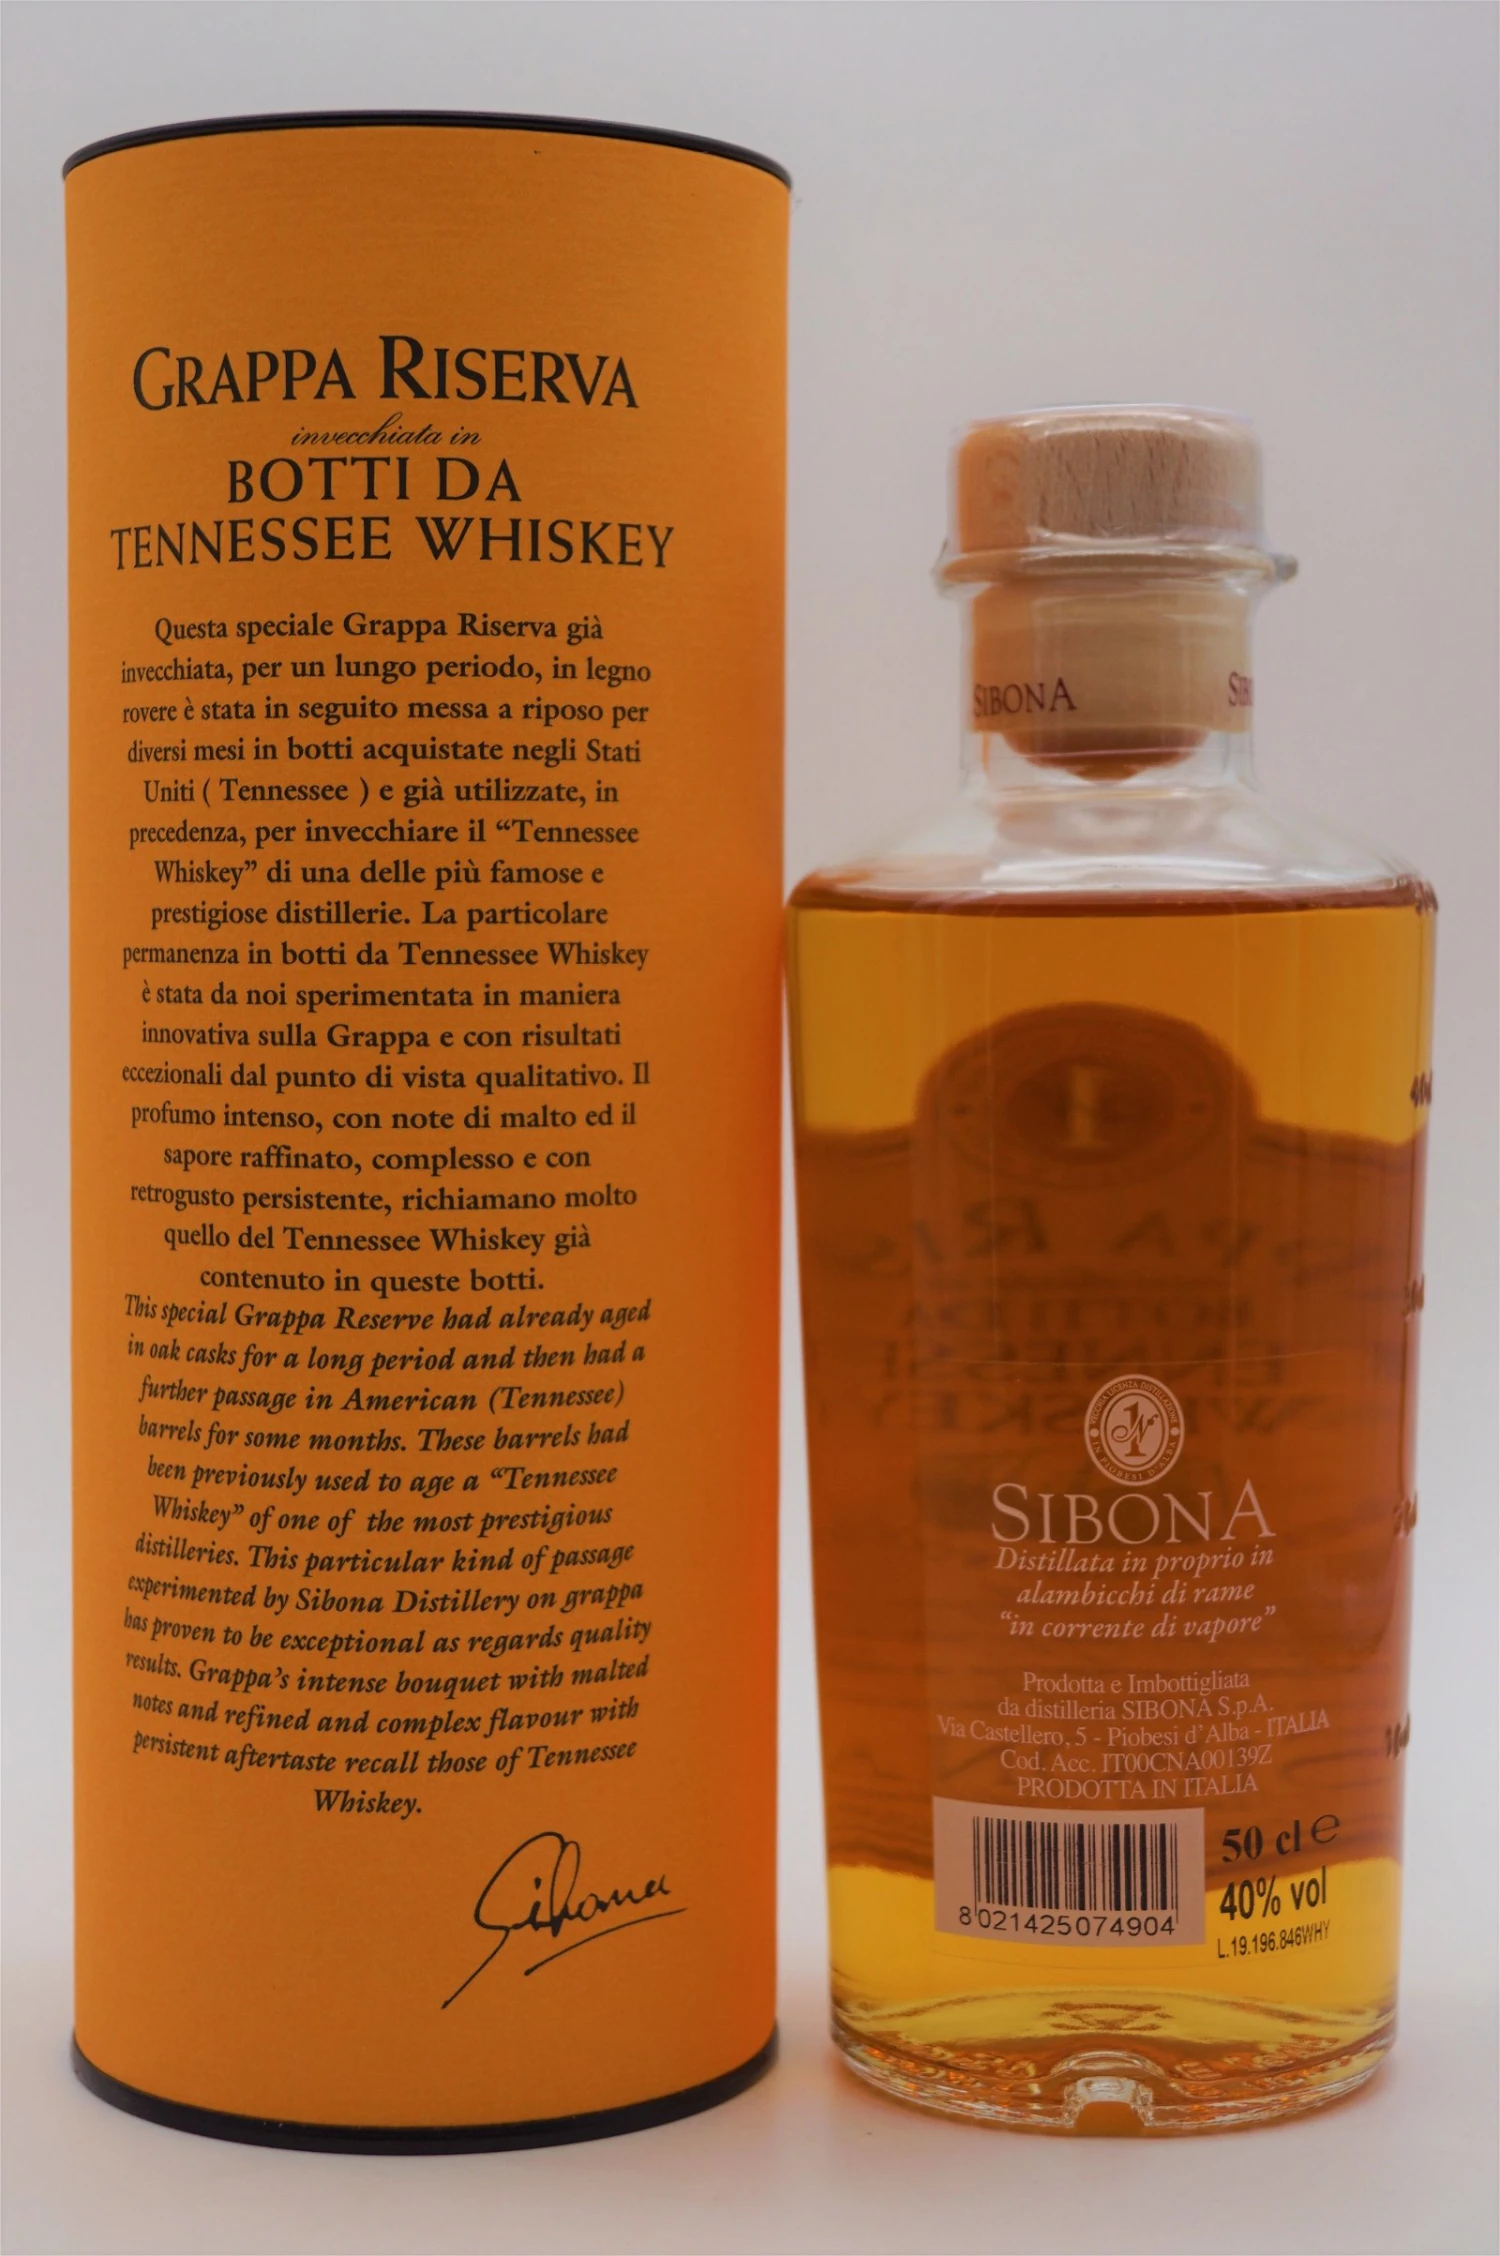 GRAPPA RISERVA
invecchiata in
BOTTI DA
TENNESSEE WHISKEY
Questa speciale Grappa Riserva già
invecchiata, per un lungo periodo, in legno
rovere è stata in seguito messa a riposo per
diversi mesi in botti acquistate negli Stati
Uniti ( Tennessee ) e già utilizzate, in
precedenza, per invecchiare il “Tennessee
Whiskey” di una delle più famose e
prestigiose distillerie. La particolare
permanenza in botti da Tennessee Whiskey
è stata da noi sperimentata in maniera
innovativa sulla Grappa e con risultati
eccezionali dal punto di vista qualitativo. Il
profumo intenso, con note di malto ed il
sapore raffinato, complesso e con
retrogusto persistente, richiamano molto
quello del Tennessee Whiskey già
contenuto in queste botti.
This special Grappa Reserve had already aged
in oak casks for a long period and then had a
further passage in American (Tennessee)
barrels for some months. These barrels had
been previously used to age a “Tennessee
Whiskey” of one of the most prestigious
distilleries. This particular kind of passage
experimented by Sibona Distillery on grappa
has proven to be exceptional as regards quality
results. Grappa’s intense bouquet with malted
notes and refined and complex flavour with
persistent aftertaste recall those of Tennessee
Whiskey.
Sibona
SIBONA
VECCHIA LICENZA DISTILLAZIONE
N 1
IN PIOBESI D'ALBA
SIBONA
Distillata in proprio in
alambicchi di rame
“in corrente di vapore”
Prodotta e Imbottigliata
da distilleria SIBONA S.p.A.
Via Castellero, 5 - Piobesi d’Alba - ITALIA
Cod. Acc. IT00CNA00139Z
PRODOTTA IN ITALIA
50 cl e
40% vol
L.19.196.846WHY
8 021425 074904